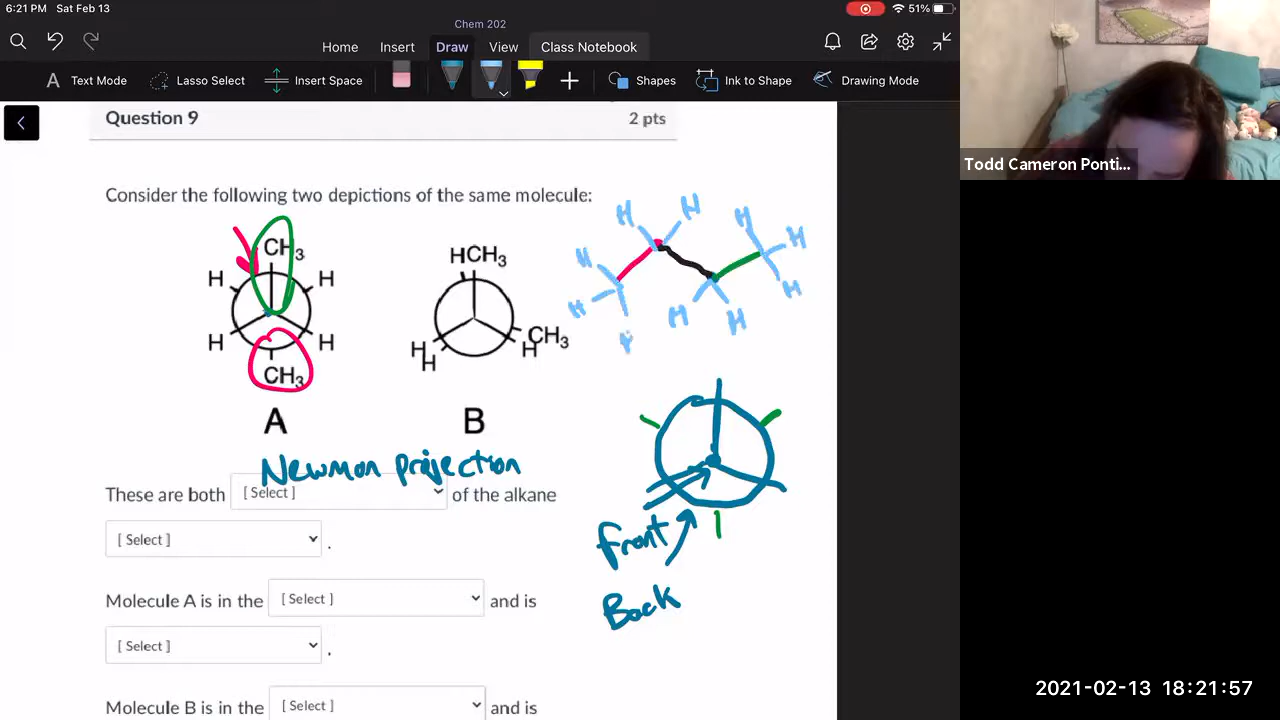 6:21 PM Sat Feb 13
51%
Chem 202
Home Insert Draw View Class Notebook
Text Mode Lasso Select Insert Space Shapes Ink to Shape Drawing Mode
Question 9 2 pts
Consider the following two depictions of the same molecule:
CH3
H H
H H
CH3
A
HCH3
CH3
H H
H
B
H H H H
H H
H H H H
Newman projection
These are both [ Select ] of the alkane
[ Select ] .
Front
Back
Molecule A is in the [ Select ] and is
[ Select ] .
Molecule B is in the [ Select ] and is
Todd Cameron Ponti...
2021-02-13 18:21:57